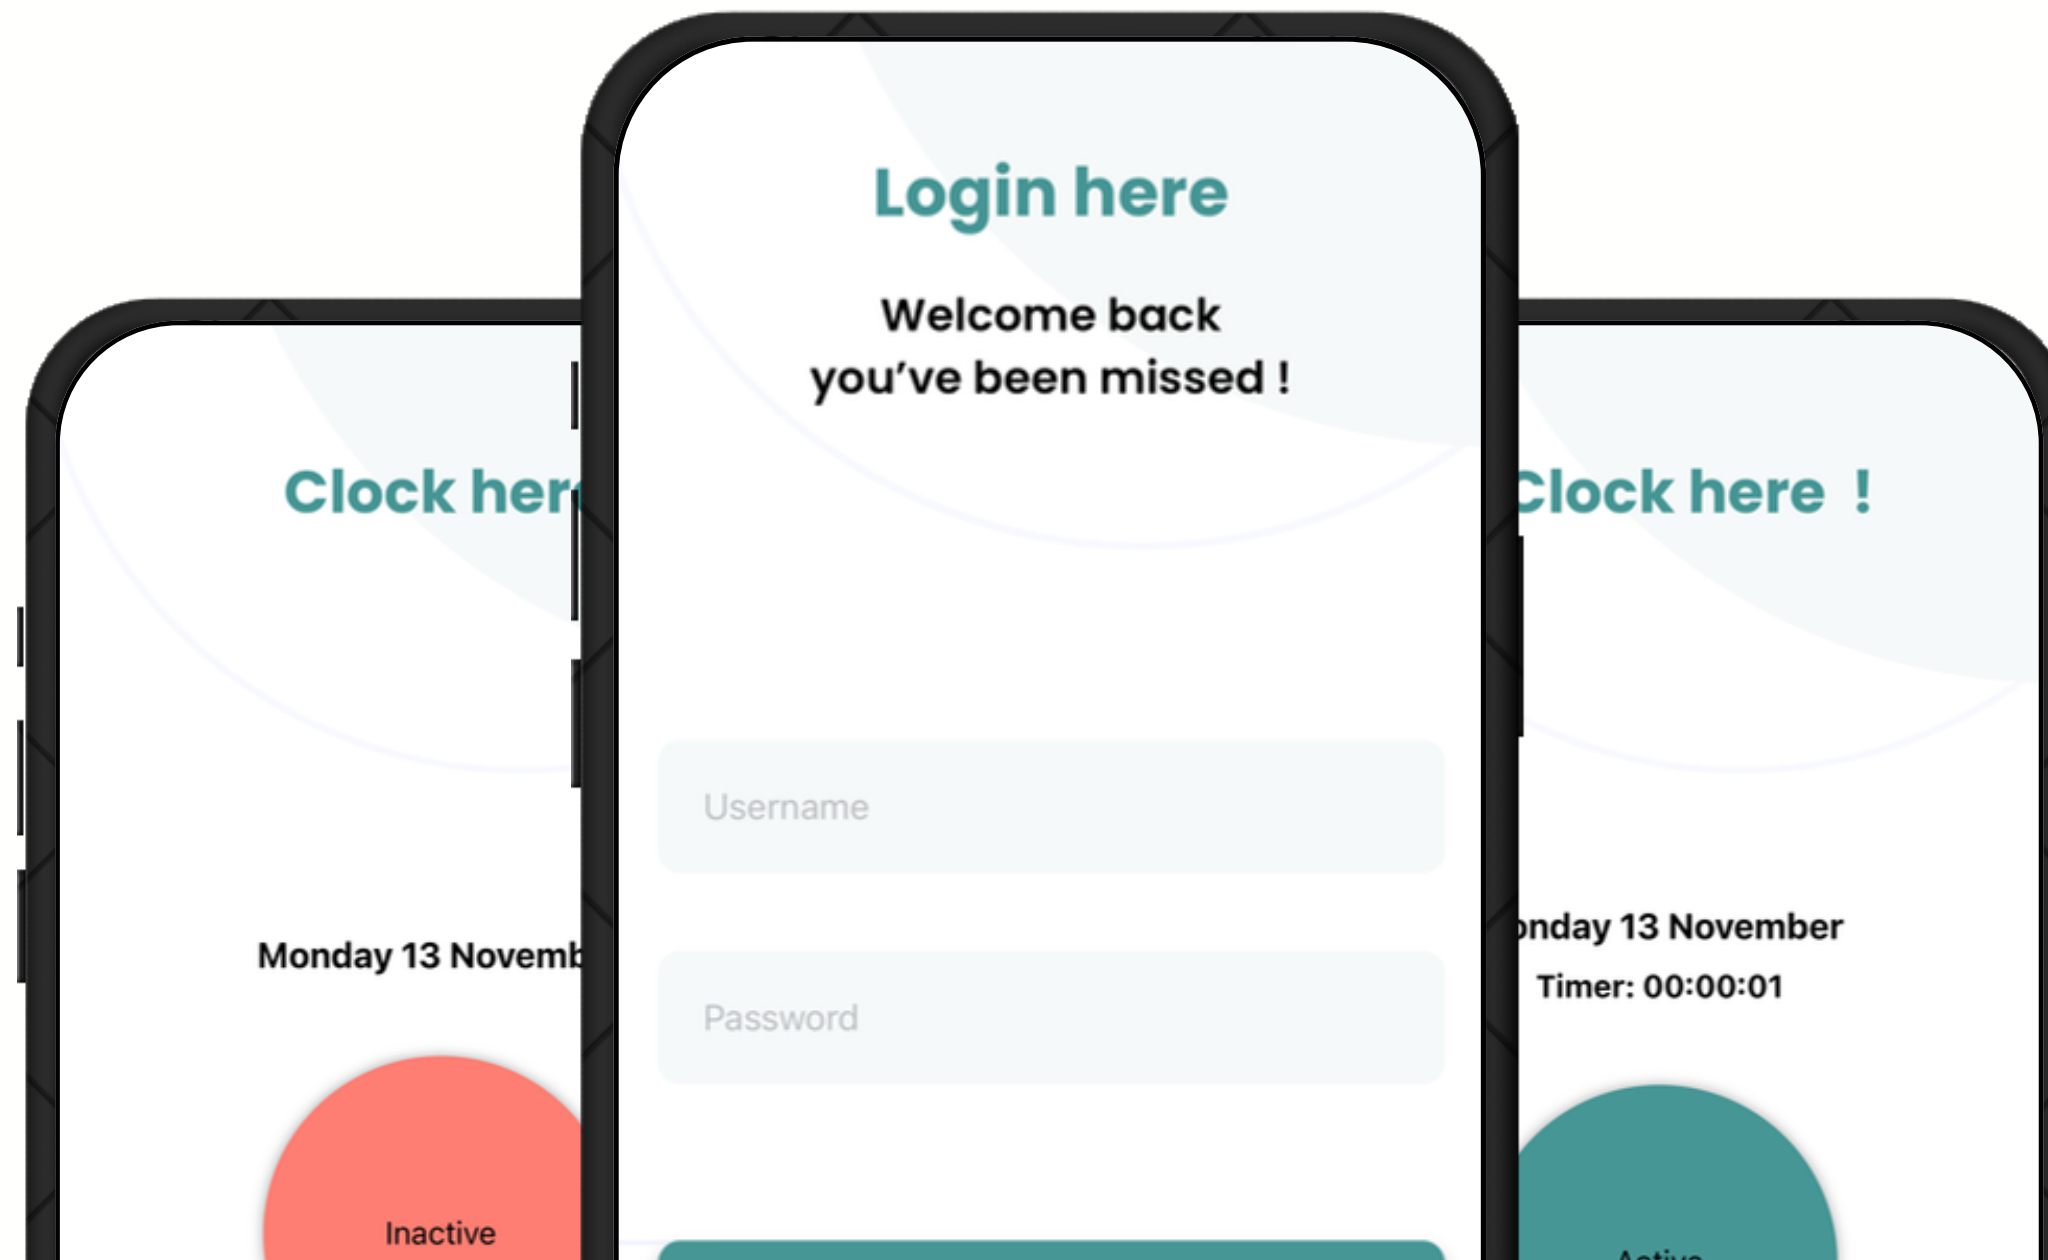 Login here
Welcome back
you’ve been missed !
Username
Password
Clock
Monday 13
Inactive
Clock here !
13 November
Timer: 00:00:01